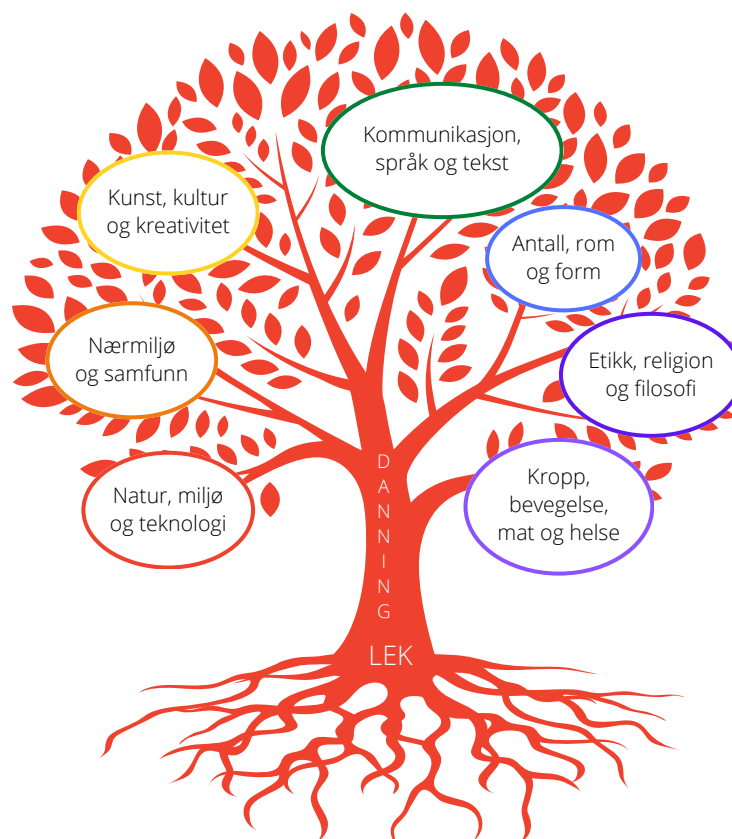 Kommunikasjon,
språk og tekst
Kunst, kultur
og kreativitet
Antall, rom
og form
Nærmiljø
og samfunn
Etikk, religion
og filosofi
Natur, miljø
og teknologi
Kropp,
bevegelse,
mat og helse
DANNING
LEK